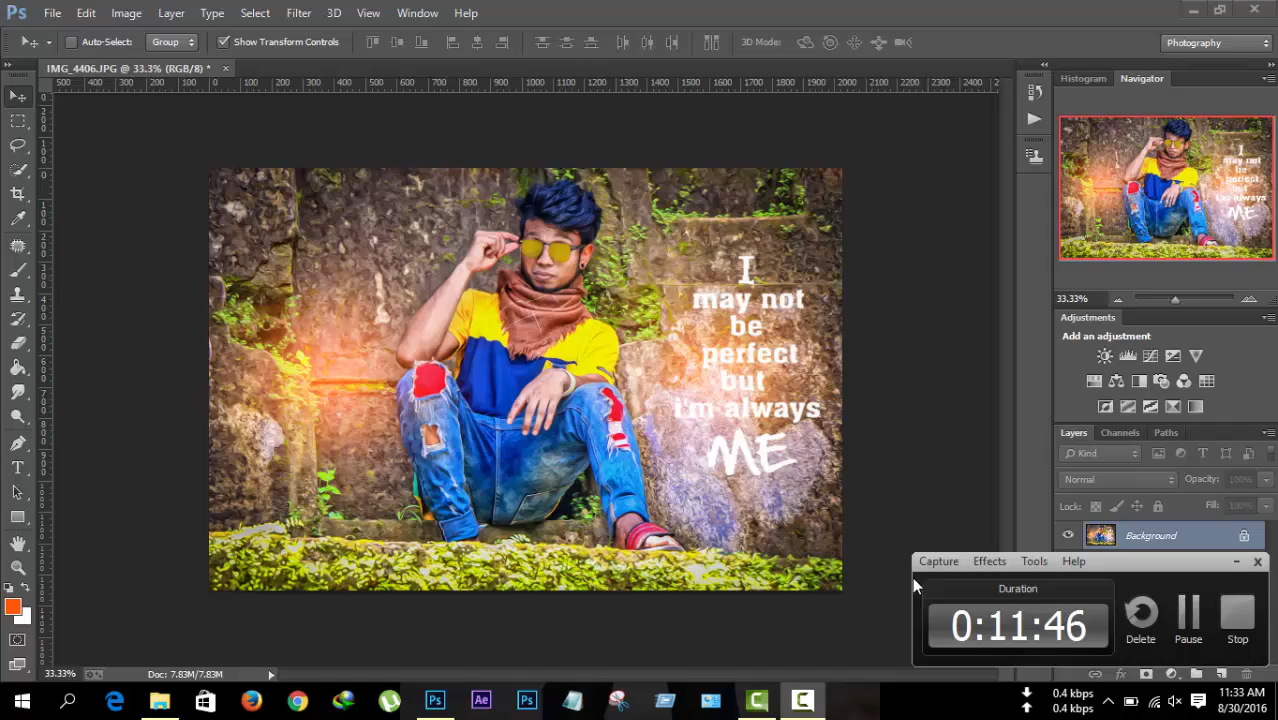 Ps File Edit Image Layer Type Select Filter 3D View Window Help
Auto-Select: Group Show Transform Controls 3D Mode: Photography
IMG_4406.JPG @ 33.3% (RGB/8) * ×
Histogram Navigator
I
may not
be
perfect
but
i'm always
ME
33.33%
Adjustments
Add an adjustment
Layers Channels Paths
Kind
Normal Opacity: 100%
Lock: Fill: 100%
Background
Capture Effects Tools Help
Duration
0:11:46
Delete Pause Stop
33.33% Doc: 7.83M/7.83M
0.4 kbps
0.4 kbps
11:33 AM
8/30/2016